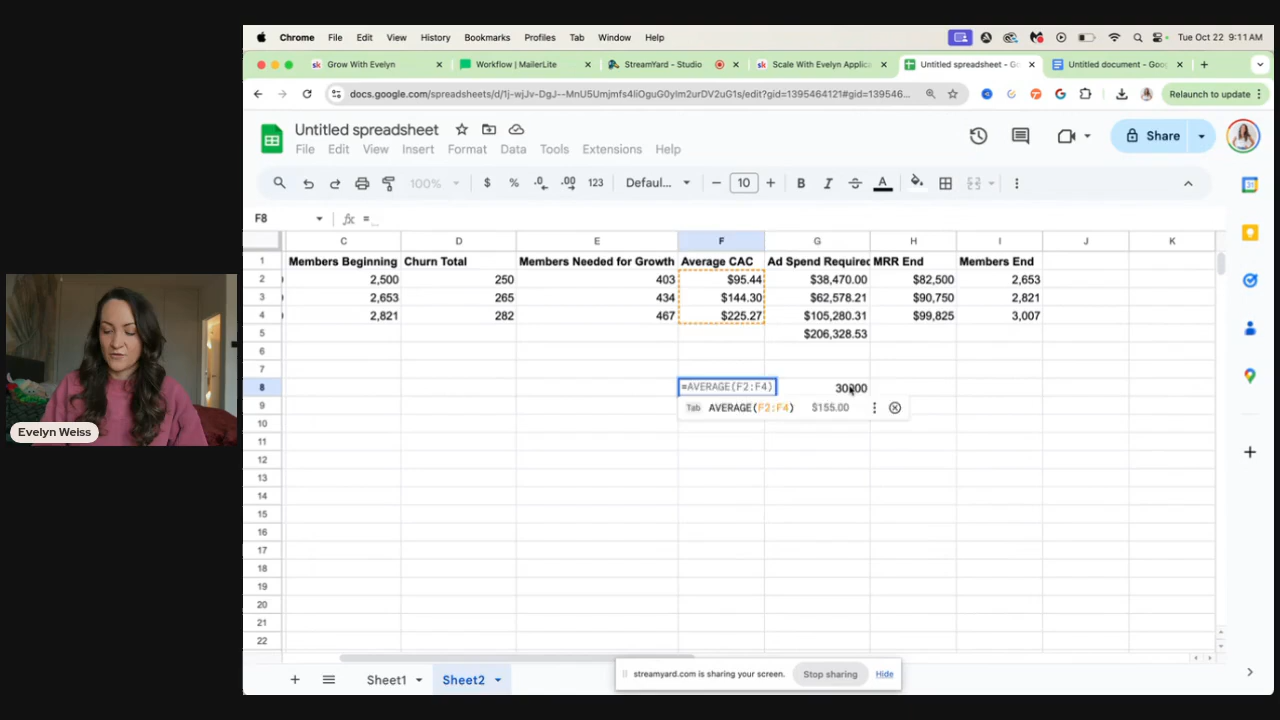 Chrome File Edit View History Bookmarks Profiles Tab Window Help Tue Oct 22 9:11AM
Grow With Evelyn Workflow | MailerLite StreamYard - Studio Scale With Evelyn Applica Untitled spreadsheet - Go Untitled document - Goog
docs.google.com/spreadsheets/d/1j-wjJv-DgJ--MnU5Umjmfs4liOguG0ylm2urDV2uG1s/edit?gid=1395464121#gid=139546... Relaunch to update
Untitled spreadsheet
Share
File Edit View Insert Format Data Tools Extensions Help
100% $ % .0 .00 123 Defaul... 10 B I A
F8 fx =
C D E F G H I J K
1 Members Beginning Churn Total Members Needed for Growth Average CAC Ad Spend Required MRR End Members End
2 2,500 250 403 $95.44 $38,470.00 $82,500 2,653
3 2,653 265 434 $144.30 $62,578.21 $90,750 2,821
4 2,821 282 467 $225.27 $105,280.31 $99,825 3,007
5 $206,328.53
6
7
8 =AVERAGE(F2:F4) 30000
9 Tab AVERAGE(F2:F4) $155.00
10
11
12
13
14
15
16
17
18
19
20
21
22
Evelyn Weiss
streamyard.com is sharing your screen. Stop sharing Hide
Sheet1 Sheet2